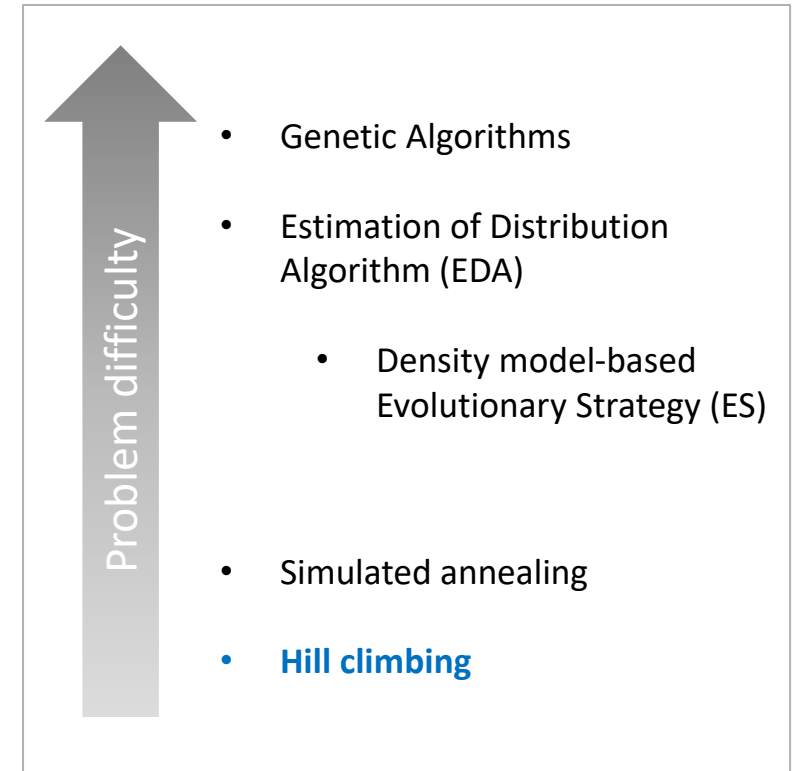 Problem difficulty
• Genetic Algorithms
• Estimation of Distribution
Algorithm (EDA)
• Density model-based
Evolutionary Strategy (ES)
• Simulated annealing
• Hill climbing